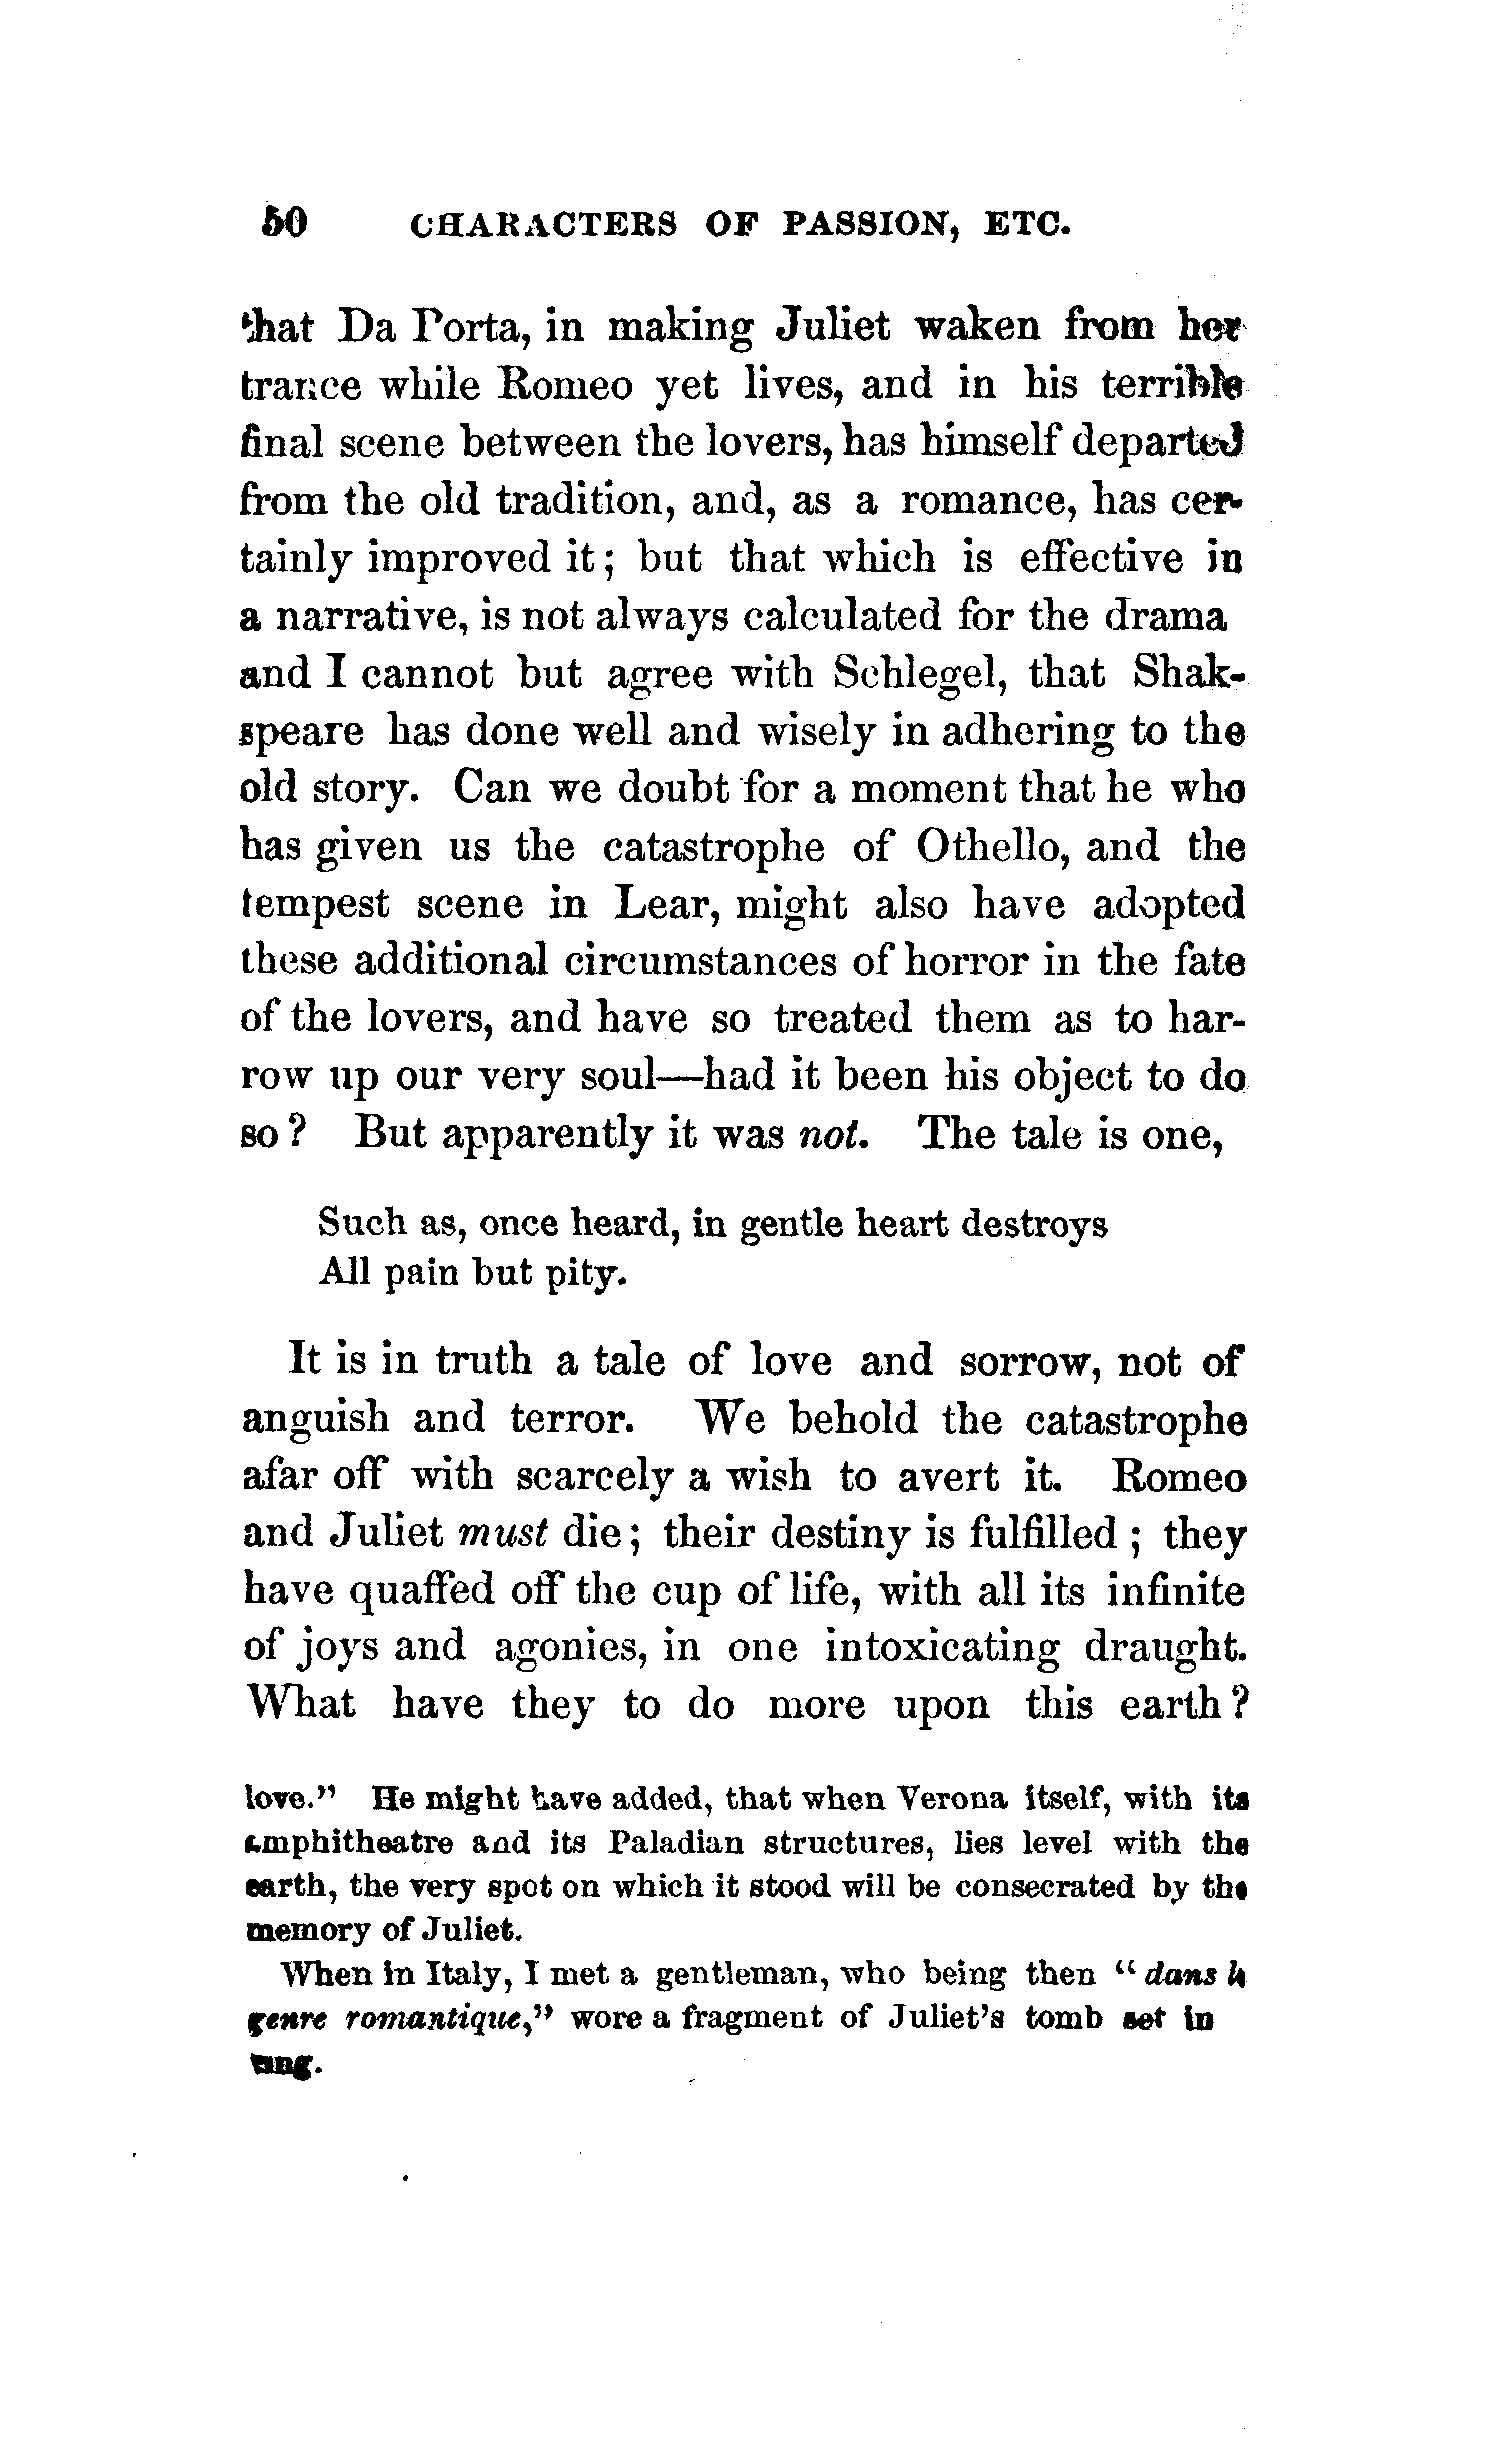 50 CHARACTERS OF PASSION, ETC.
that Da Porta, in making Juliet waken from her
trance while Romeo yet lives, and in his terrible
final scene between the lovers, has himself departed
from the old tradition, and, as a romance, has cer-
tainly improved it; but that which is effective in
a narrative, is not always calculated for the drama
and I cannot but agree with Schlegel, that Shak-
speare has done well and wisely in adhering to the
old story. Can we doubt for a moment that he who
has given us the catastrophe of Othello, and the
tempest scene in Lear, might also have adopted
these additional circumstances of horror in the fate
of the lovers, and have so treated them as to har-
row up our very soul—had it been his object to do
so? But apparently it was not. The tale is one,
Such as, once heard, in gentle heart destroys
All pain but pity.
It is in truth a tale of love and sorrow, not of
anguish and terror. We behold the catastrophe
afar off with scarcely a wish to avert it. Romeo
and Juliet must die; their destiny is fulfilled; they
have quaffed off the cup of life, with all its infinite
of joys and agonies, in one intoxicating draught.
What have they to do more upon this earth?
love." He might have added, that when Verona itself, with its
amphitheatre and its Paladian structures, lies level with the
earth, the very spot on which it stood will be consecrated by the
memory of Juliet.
When in Italy, I met a gentleman, who being then "dans le
genre romantique," wore a fragment of Juliet's tomb set in